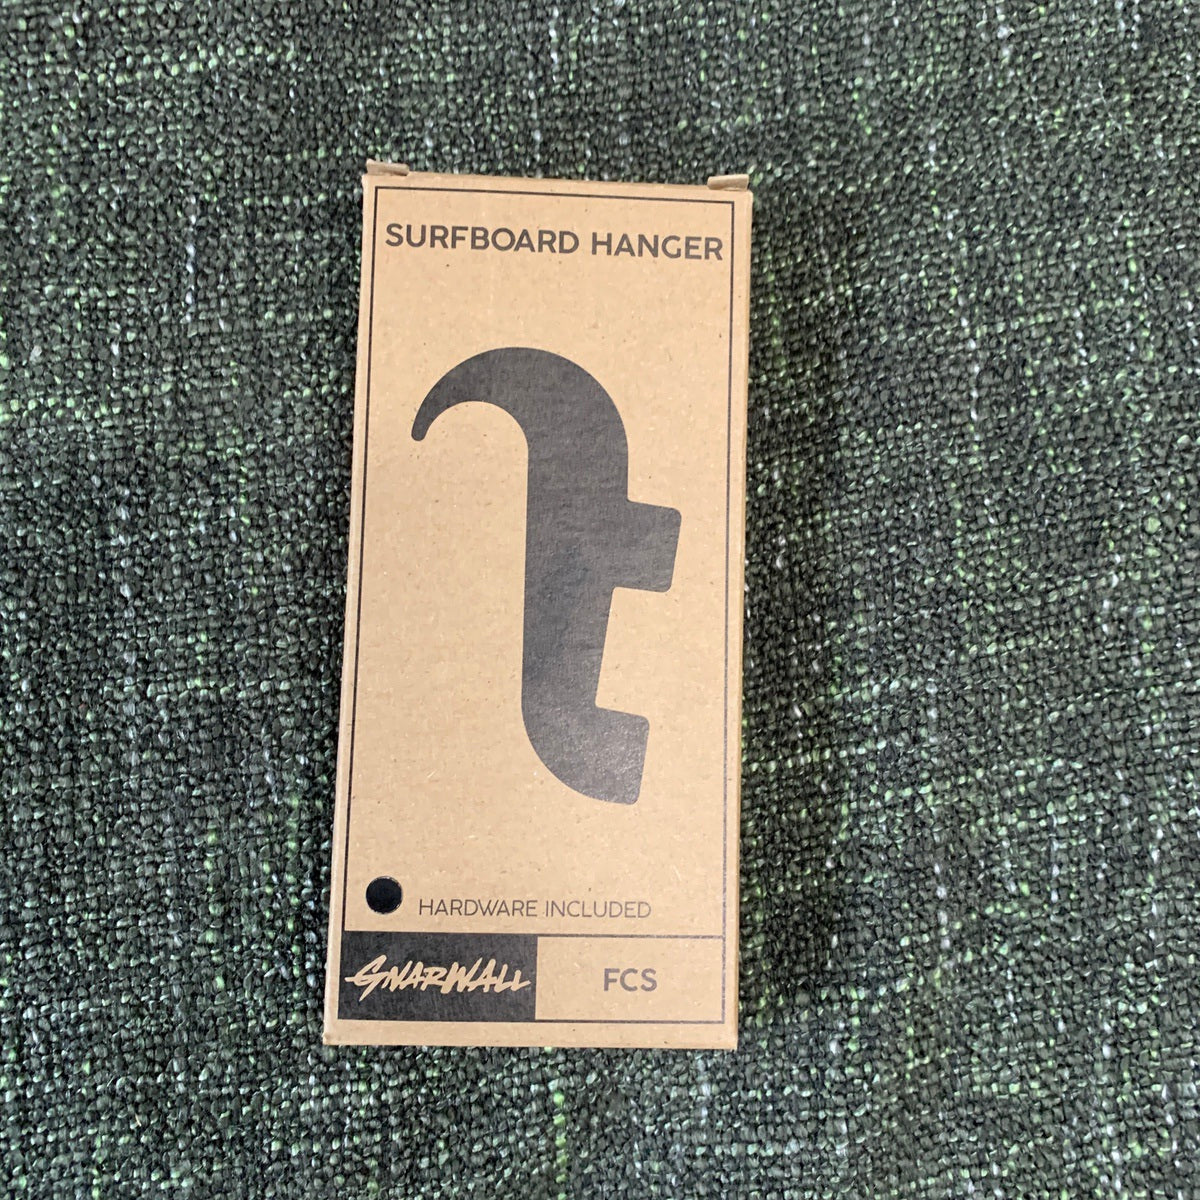 SURFBOARD HANGER
HARDWARE INCLUDED
GNARWALL
FCS